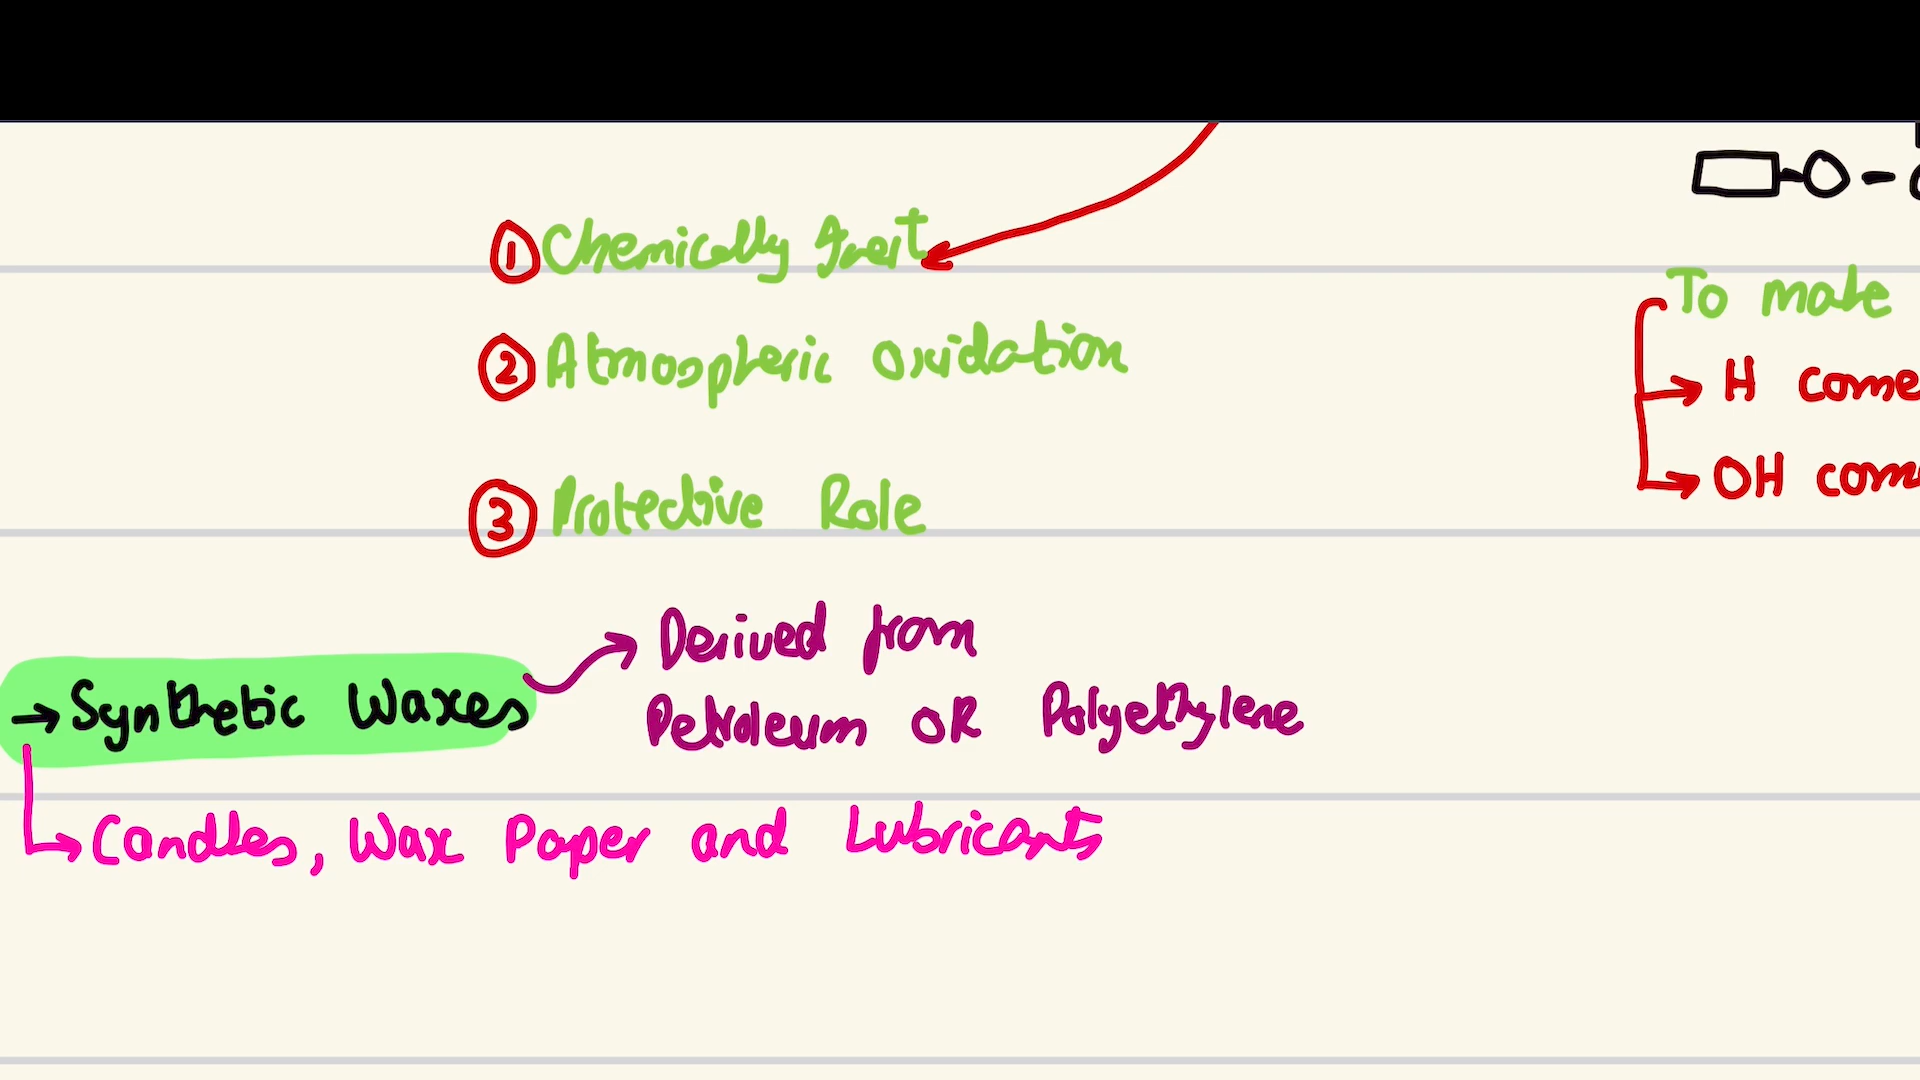 ① Chemically Inert
② Atmospheric Oxidation
③ Protective Role
→ Synthetic Waxes
Derived from
Petroleum OR Polyethylene
Candles, Wax Paper and Lubricants
To make
H come
OH com